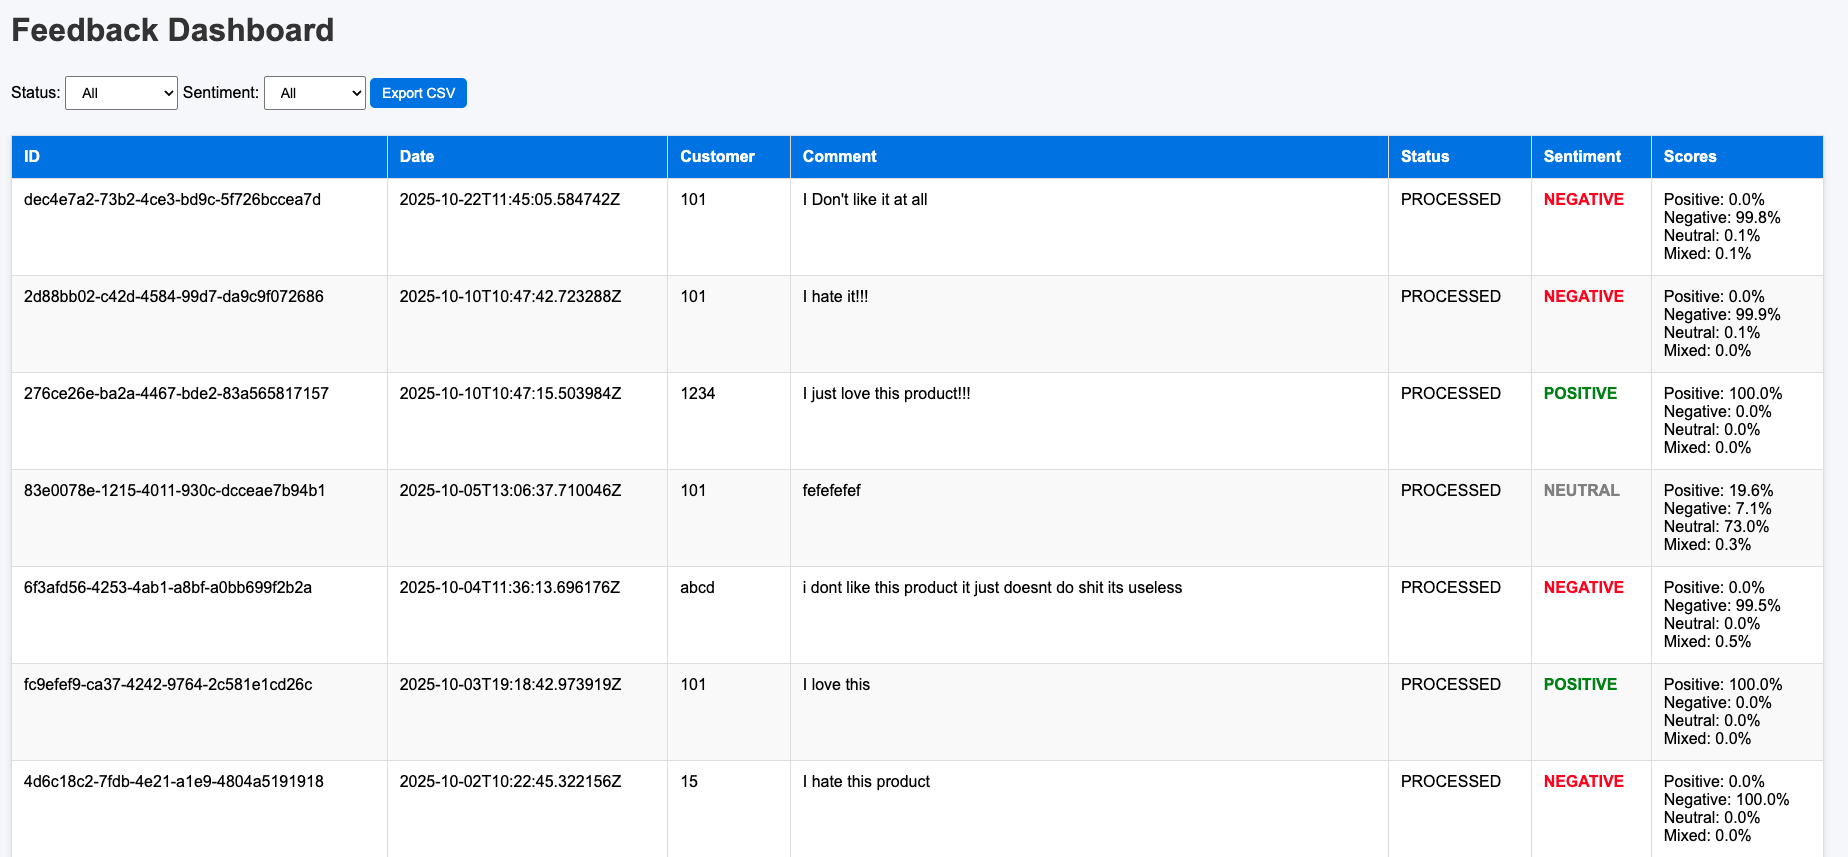 Feedback Dashboard
Status: All Sentiment: All Export CSV
ID Date Customer Comment Status Sentiment Scores
dec4e7a2-73b2-4ce3-bd9c-5f726bccea7d 2025-10-22T11:45:05.584742Z 101 I Don't like it at all PROCESSED NEGATIVE Positive: 0.0%
Negative: 99.8%
Neutral: 0.1%
Mixed: 0.1%
2d88bb02-c42d-4584-99d7-da9c9f072686 2025-10-10T10:47:42.723288Z 101 I hate it!!! PROCESSED NEGATIVE Positive: 0.0%
Negative: 99.9%
Neutral: 0.1%
Mixed: 0.0%
276ce26e-ba2a-4467-bde2-83a565817157 2025-10-10T10:47:15.503984Z 1234 I just love this product!!! PROCESSED POSITIVE Positive: 100.0%
Negative: 0.0%
Neutral: 0.0%
Mixed: 0.0%
83e0078e-1215-4011-930c-dcceae7b94b1 2025-10-05T13:06:37.710046Z 101 fefefefef PROCESSED NEUTRAL Positive: 19.6%
Negative: 7.1%
Neutral: 73.0%
Mixed: 0.3%
6f3afd56-4253-4ab1-a8bf-a0bb699f2b2a 2025-10-04T11:36:13.696176Z abcd i dont like this product it just doesnt do shit its useless PROCESSED NEGATIVE Positive: 0.0%
Negative: 99.5%
Neutral: 0.0%
Mixed: 0.5%
fc9efef9-ca37-4242-9764-2c581e1cd26c 2025-10-03T19:18:42.973919Z 101 I love this PROCESSED POSITIVE Positive: 100.0%
Negative: 0.0%
Neutral: 0.0%
Mixed: 0.0%
4d6c18c2-7fdb-4e21-a1e9-4804a5191918 2025-10-02T10:22:45.322156Z 15 I hate this product PROCESSED NEGATIVE Positive: 0.0%
Negative: 100.0%
Neutral: 0.0%
Mixed: 0.0%